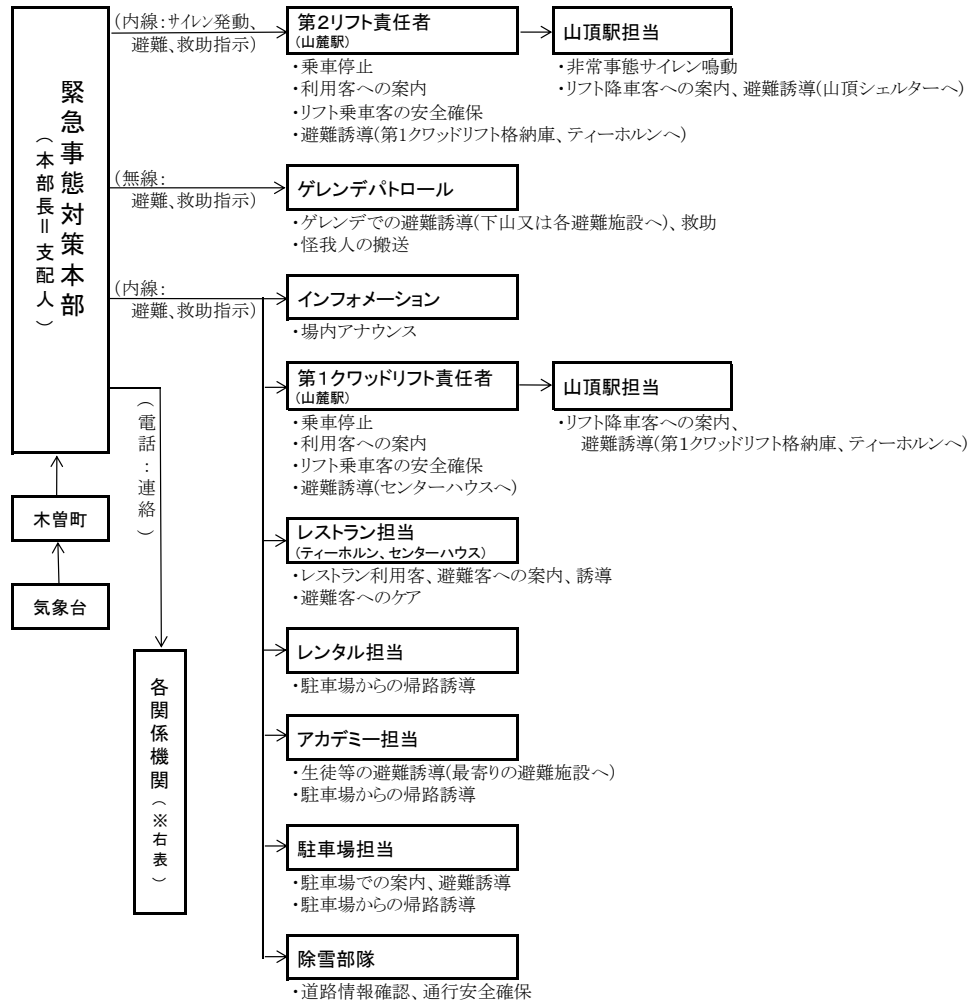 緊急事態対策本部
(本部長=支配人)
木曽町
気象台
(内線:サイレン発動、
避難、救助指示)
第2リフト責任者
(山麓駅)
・乗車停止
・利用客への案内
・リフト乗車客の安全確保
・避難誘導(第1クワッドリフト格納庫、ティーホルンへ)
山頂駅担当
・非常事態サイレン鳴動
・リフト降車客への案内、避難誘導(山頂シェルターへ)
(無線:
避難、救助指示)
ゲレンデパトロール
・ゲレンデでの避難誘導(下山又は各避難施設へ)、救助
・怪我人の搬送
(内線:
避難、救助指示)
インフォメーション
・場内アナウンス
第1クワッドリフト責任者
(山麓駅)
・乗車停止
・利用客への案内
・リフト乗車客の安全確保
・避難誘導(センターハウスへ)
山頂駅担当
・リフト降車客への案内、
避難誘導(第1クワッドリフト格納庫、ティーホルンへ)
レストラン担当
(ティーホルン、センターハウス)
・レストラン利用客、避難客への案内、誘導
・避難客へのケア
レンタル担当
・駐車場からの帰路誘導
アカデミー担当
・生徒等の避難誘導(最寄りの避難施設へ)
・駐車場からの帰路誘導
駐車場担当
・駐車場での案内、避難誘導
・駐車場からの帰路誘導
除雪部隊
・道路情報確認、通行安全確保
(電話:連絡)
各関係機関(※右表)